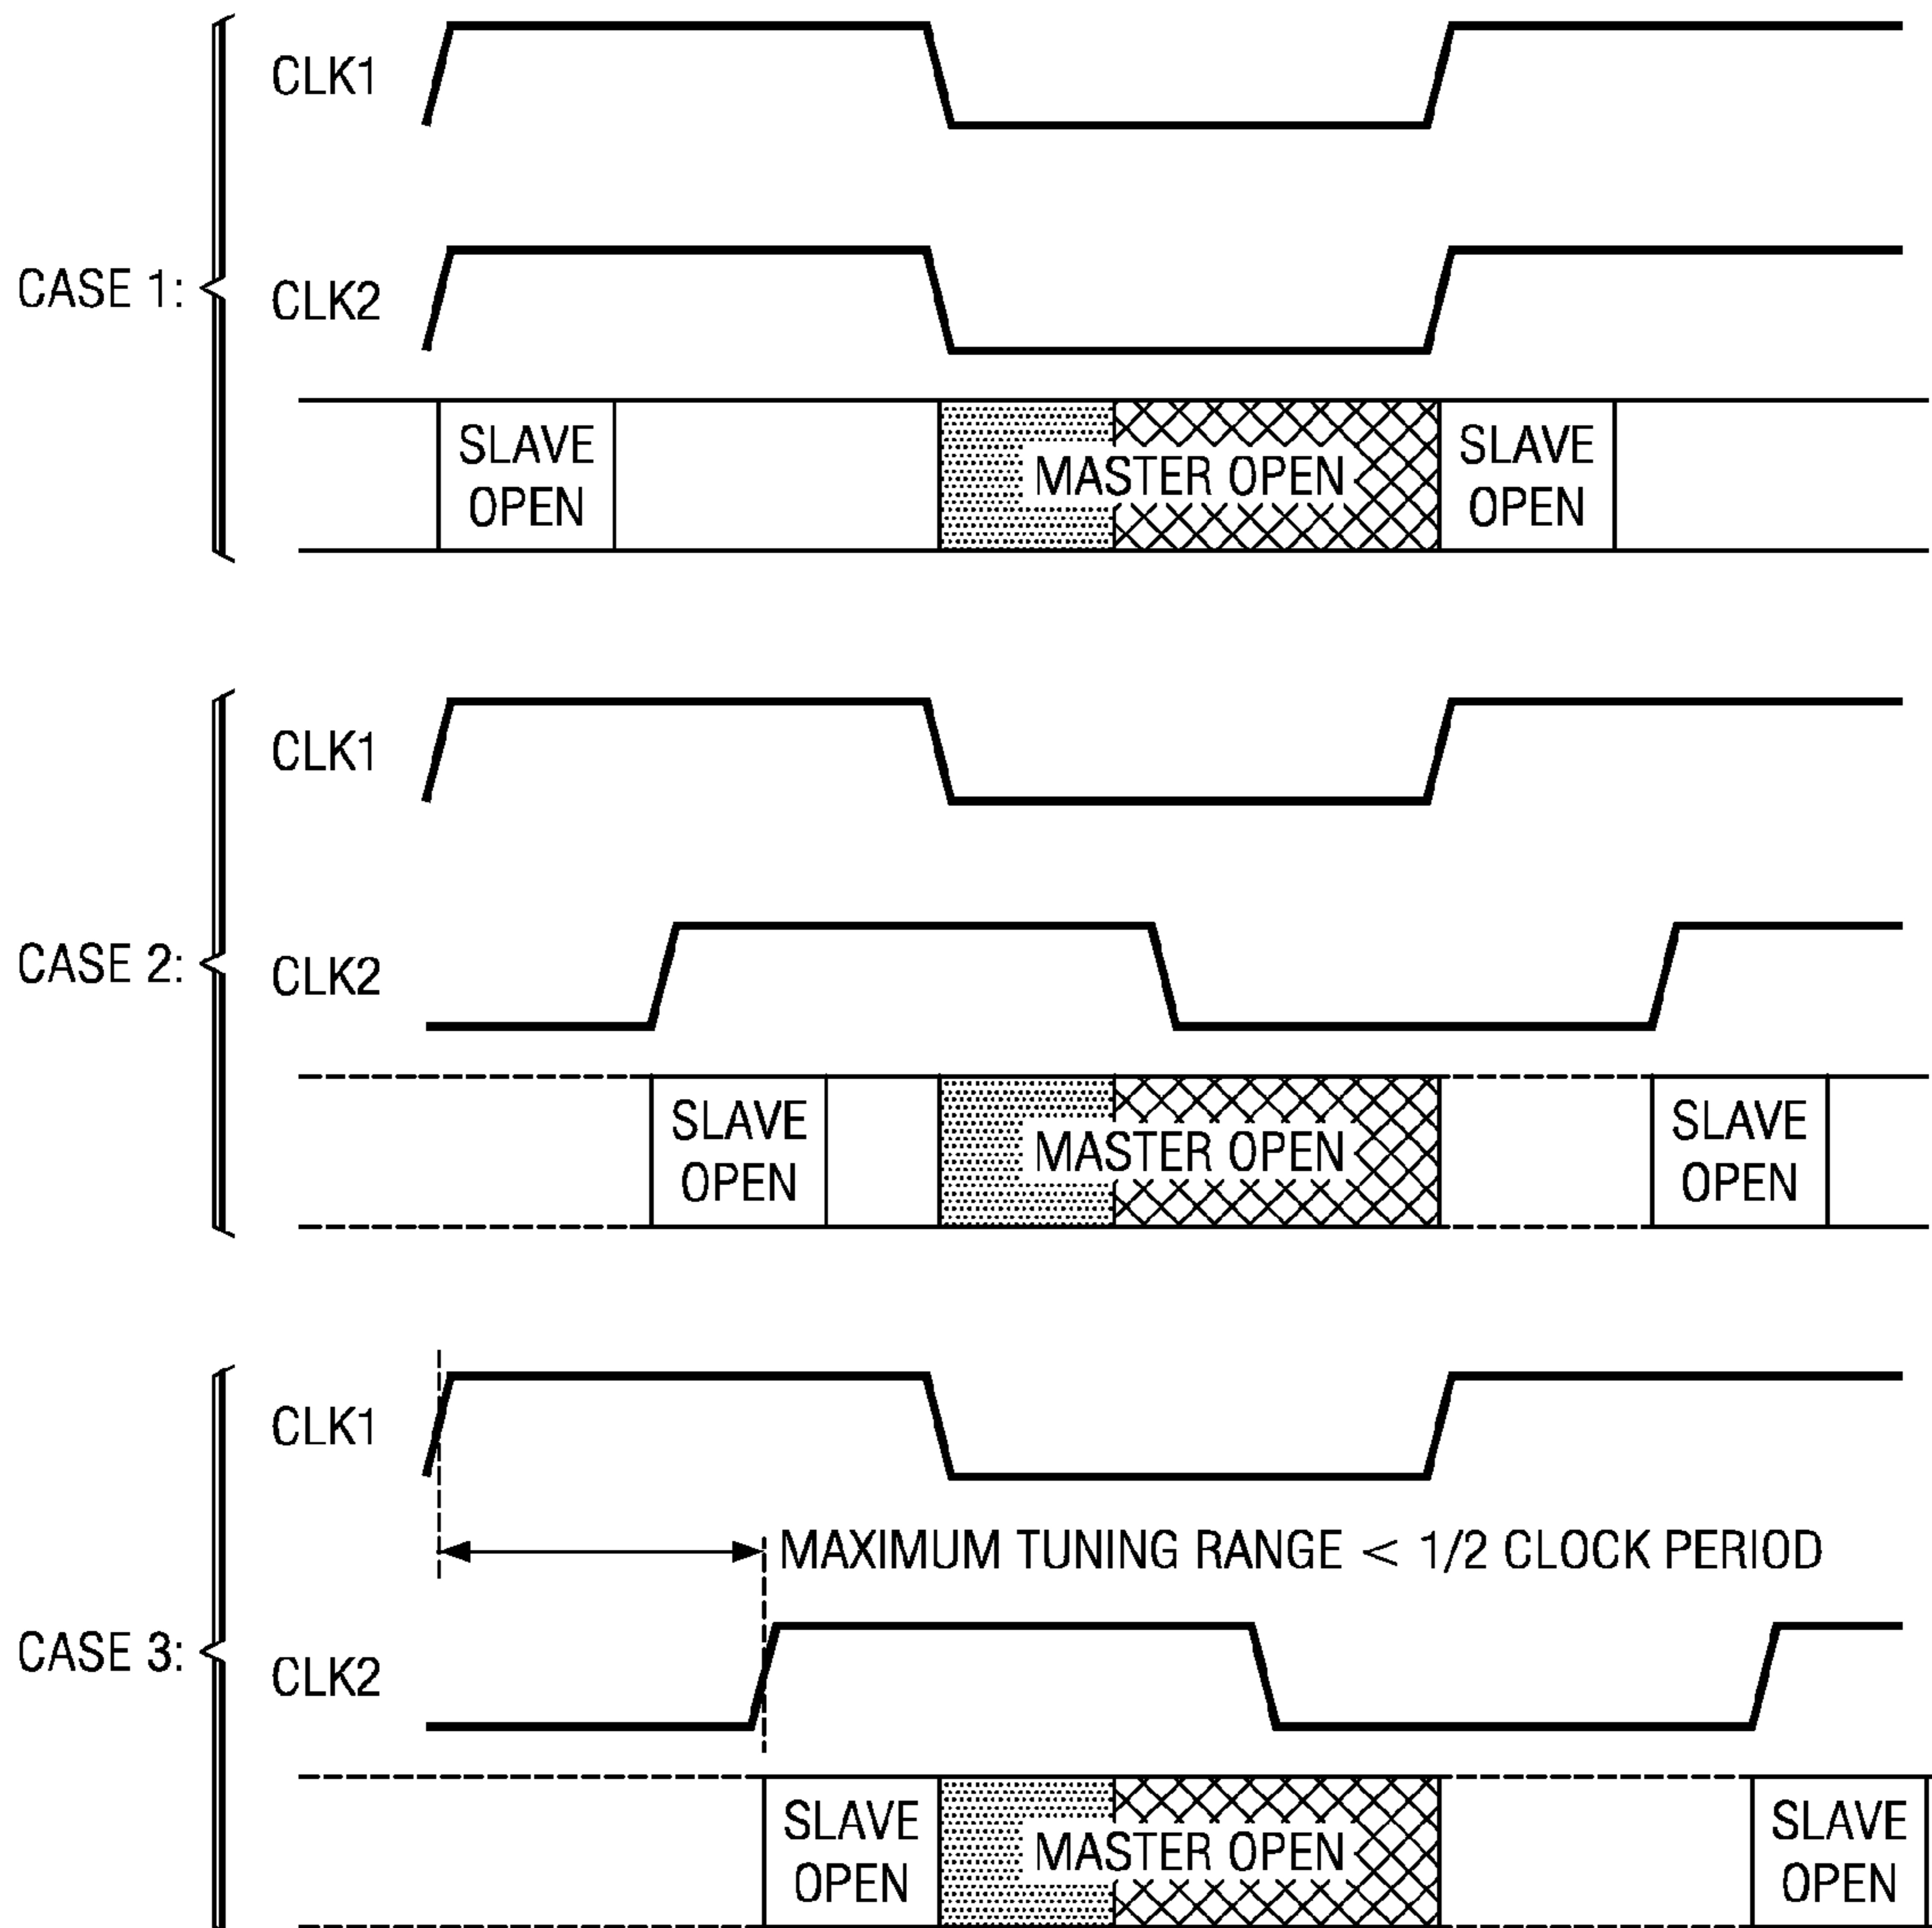 CLK1
CASE 1:
CLK2
SLAVE
OPEN
MASTER OPEN
SLAVE
OPEN
CLK1
CASE 2:
CLK2
SLAVE
OPEN
MASTER OPEN
SLAVE
OPEN
CLK1
MAXIMUM TUNING RANGE < 1/2 CLOCK PERIOD
CASE 3:
CLK2
SLAVE
OPEN
MASTER OPEN
SLAVE
OPEN